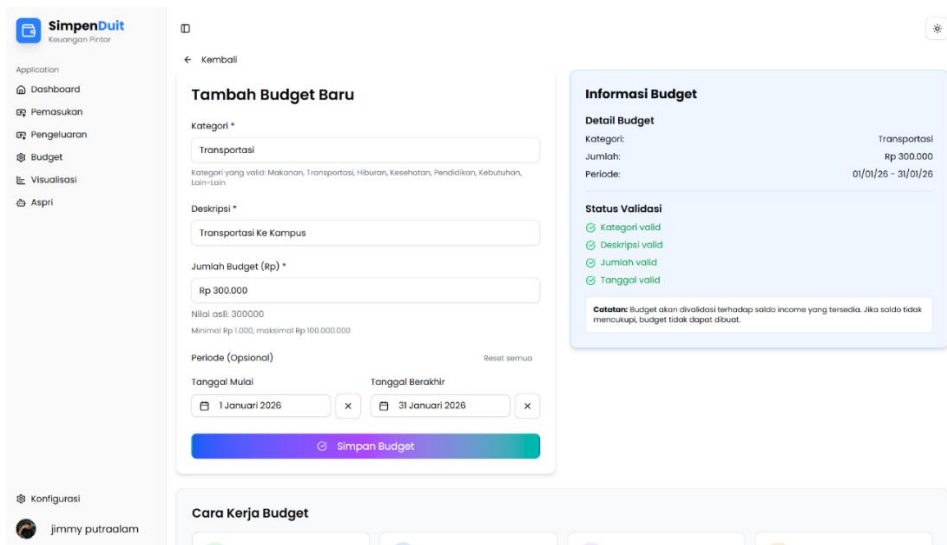 SimpenDuit
Keuangan Pintar
Application
Dashboard
Pemasukan
Pengeluaran
Budget
Visualisasi
Aspri
Konfigurasi
jimmy putraalam
Kembali
Tambah Budget Baru
Kategori *
Transportasi
Kategori yang valid: Makanan, Transportasi, Hiburan, Kesehatan, Pendidikan, Kebutuhan,
Lain-Lain
Deskripsi *
Transportasi Ke Kampus
Jumlah Budget (Rp) *
Rp 300.000
Nilai asli: 300000
Minimal Rp 1.000, maksimal Rp 100.000.000
Periode (Opsional)
Reset semua
Tanggal Mulai
Tanggal Berakhir
1 Januari 2026
31 Januari 2026
Simpan Budget
Informasi Budget
Detail Budget
Kategori: Transportasi
Jumlah: Rp 300.000
Periode: 01/01/26 - 31/01/26
Status Validasi
Kategori valid
Deskripsi valid
Jumlah valid
Tanggal valid
Catatan: Budget akan divalidasi terhadap saldo income yang tersedia. Jika saldo tidak
mencukupi, budget tidak dapat dibuat.
Cara Kerja Budget